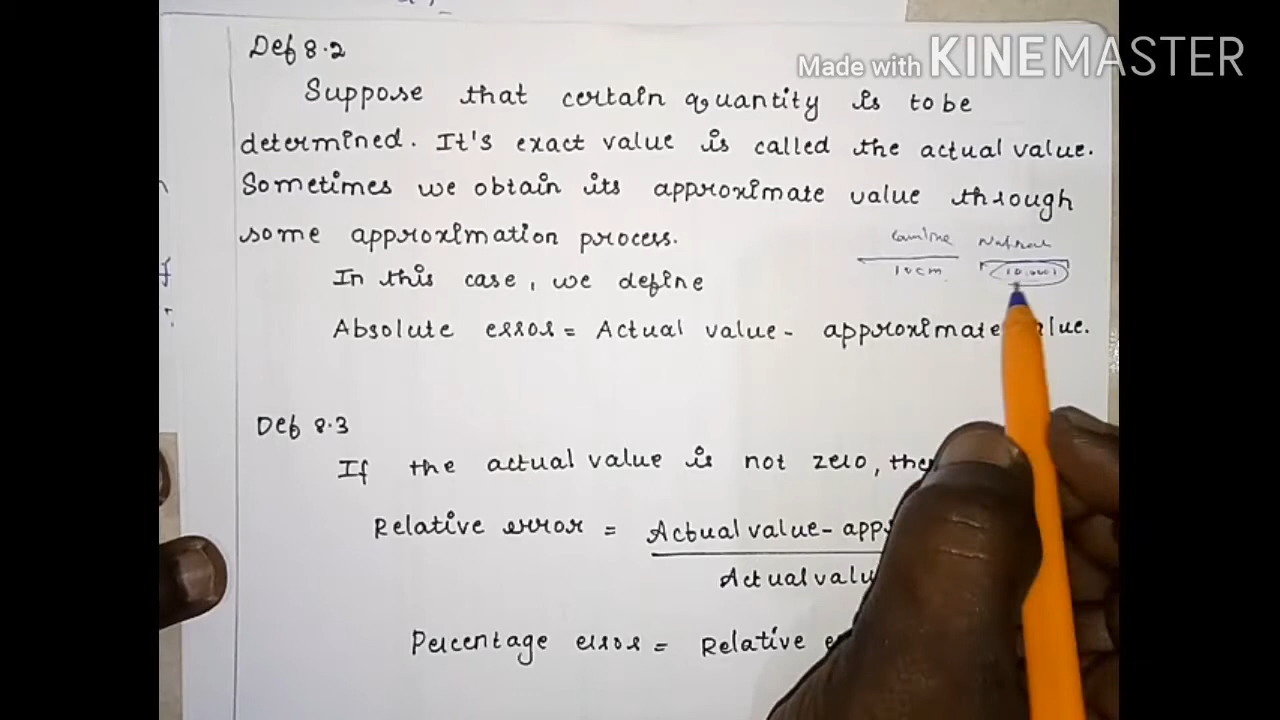 Def 8.2
Made with KINEMASTER
Suppose that certain quantity is to be
determined. It's exact value is called the actual value.
Sometimes we obtain its approximate value through
some approximation process.
10cm
In this case, we define
Absolute error = Actual value - approximate value.
Def 8.3
If the actual value is not zero, the
Relative error = Actual value - app
Actual valu
Percentage error = Relative e